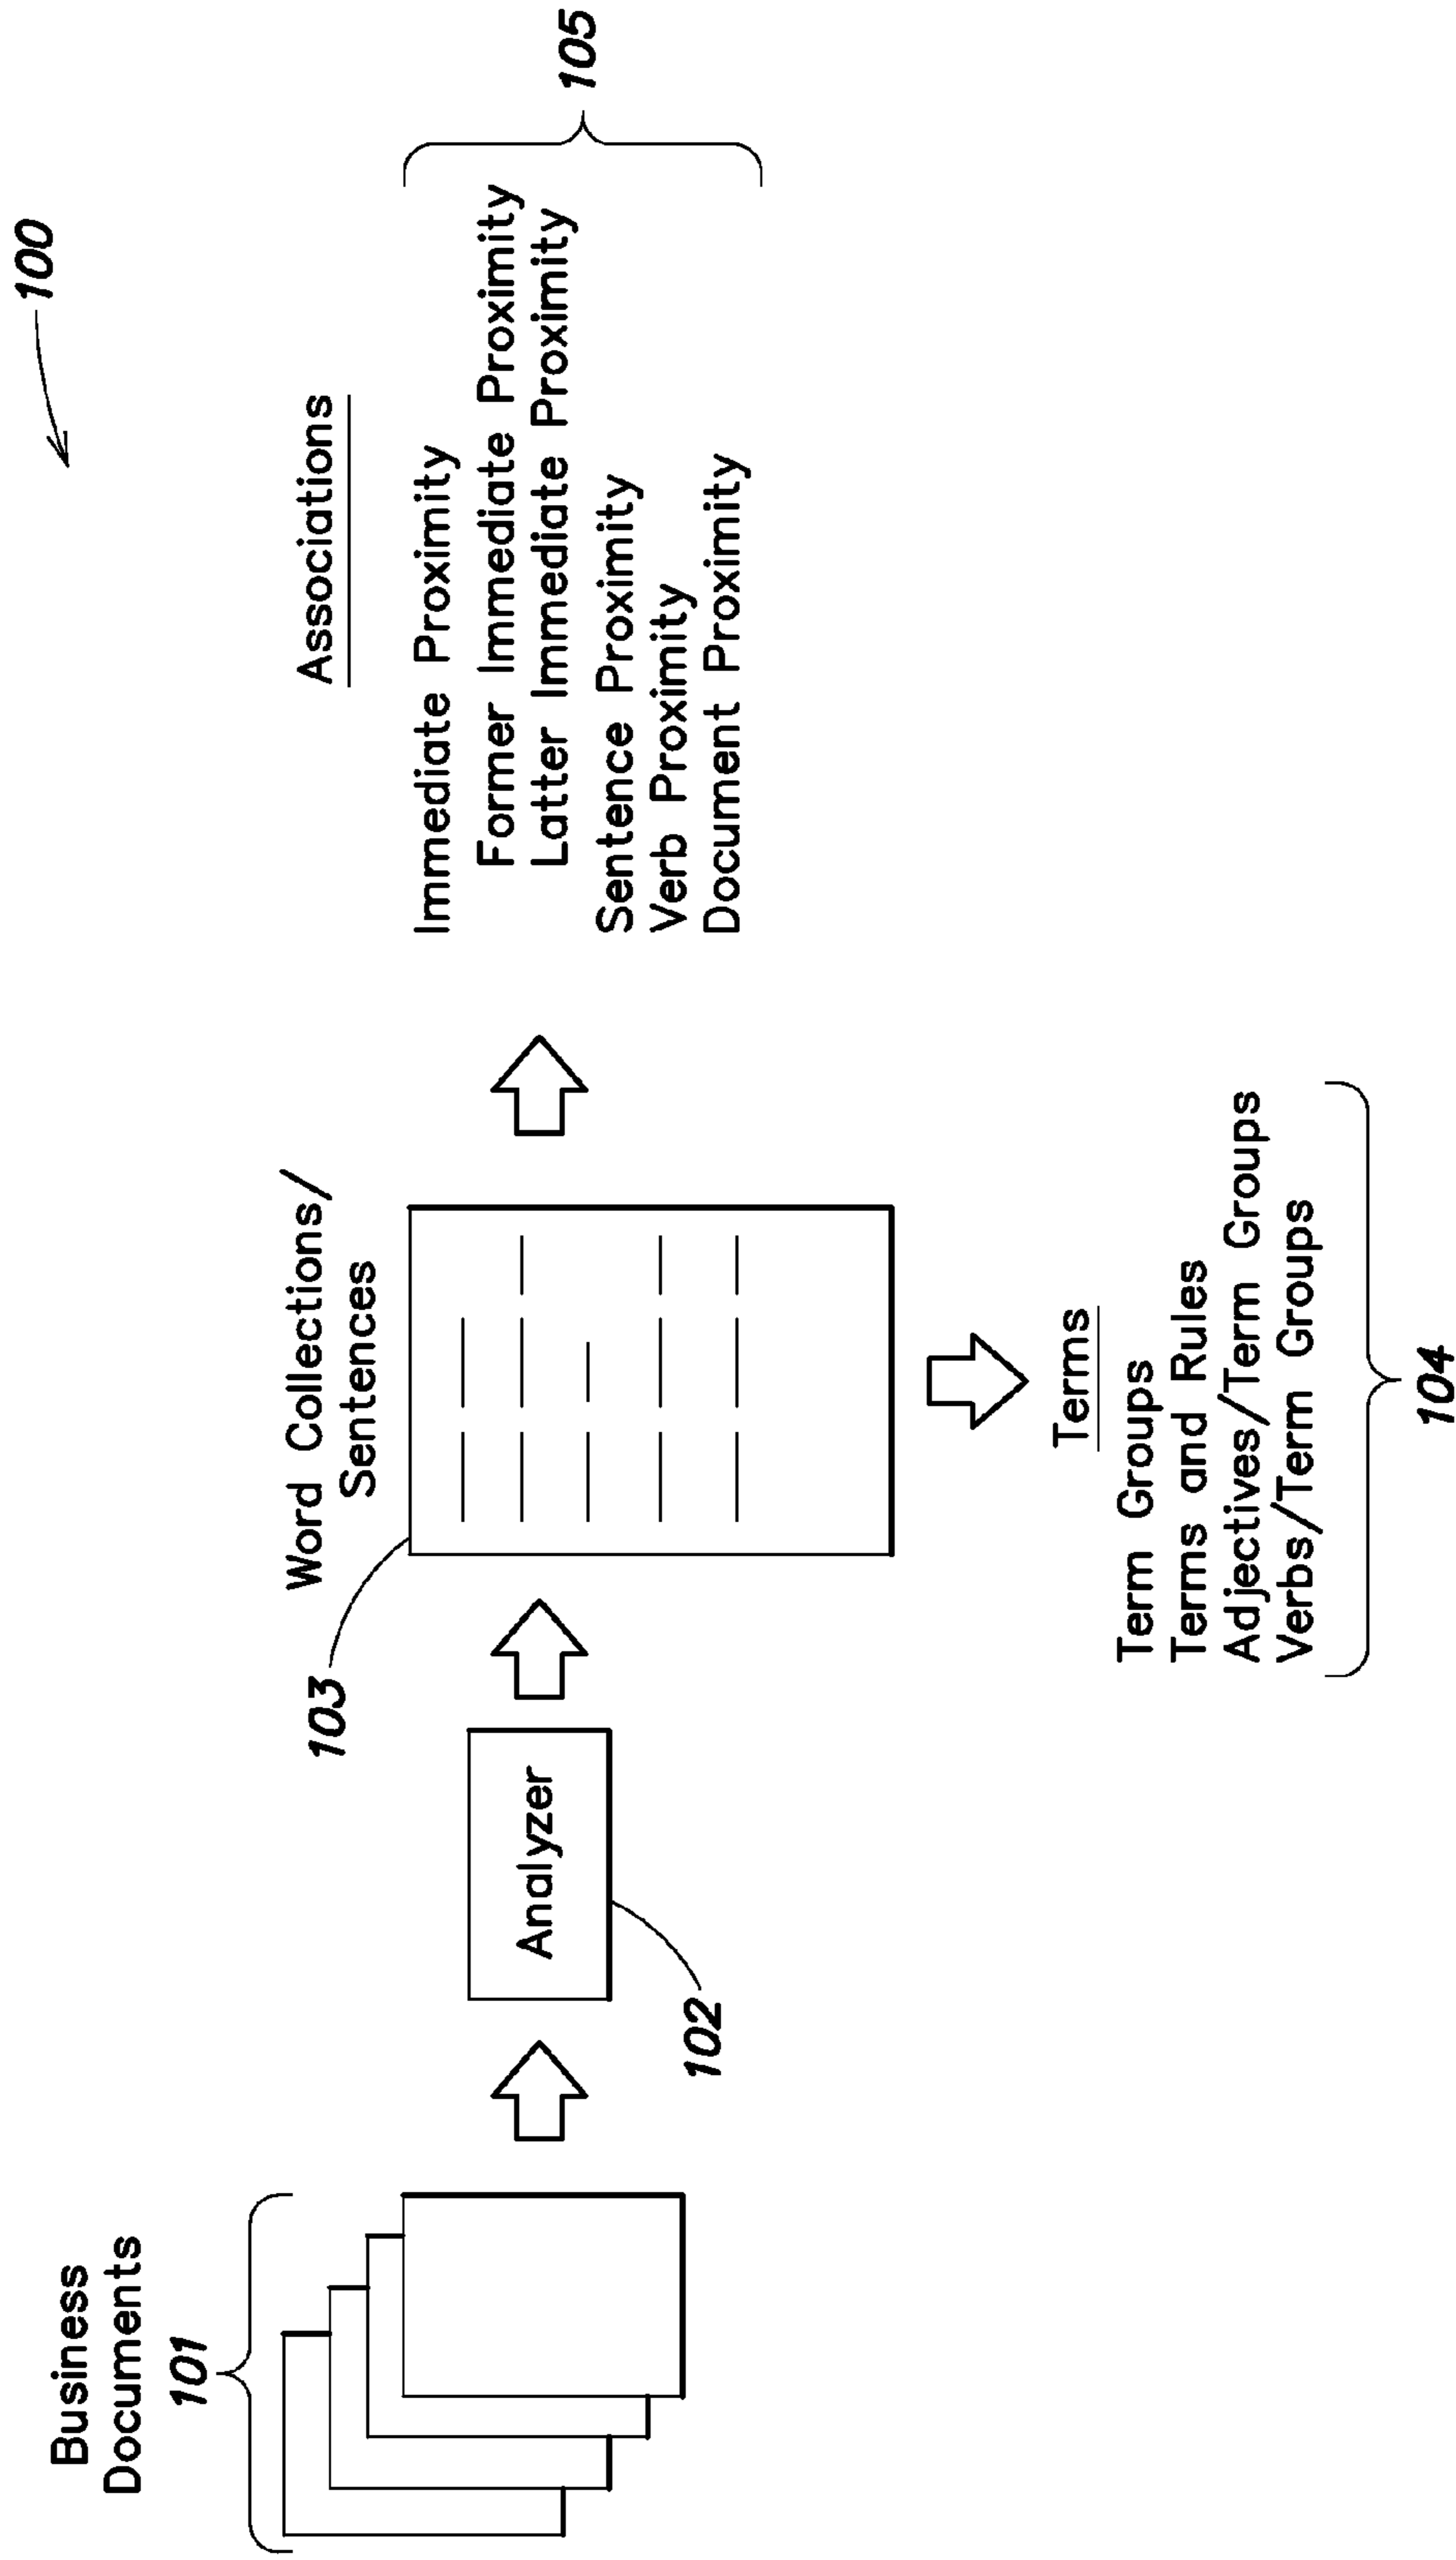 100
Business
Documents
101
Analyzer
102
Word Collections/
Sentences
103
Associations
Immediate Proximity
Former Immediate Proximity
Latter Immediate Proximity
Sentence Proximity
Verb Proximity
Document Proximity
105
Terms
Term Groups
Terms and Rules
Adjectives/Term Groups
Verbs/Term Groups
104